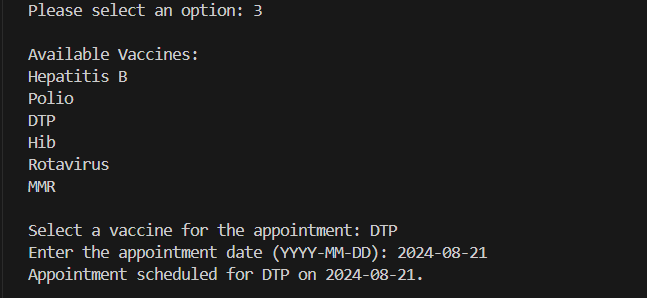 Please select an option: 3
Available Vaccines:
Hepatitis B
Polio
DTP
Hib
Rotavirus
MMR
Select a vaccine for the appointment: DTP
Enter the appointment date (YYYY-MM-DD): 2024-08-21
Appointment scheduled for DTP on 2024-08-21.